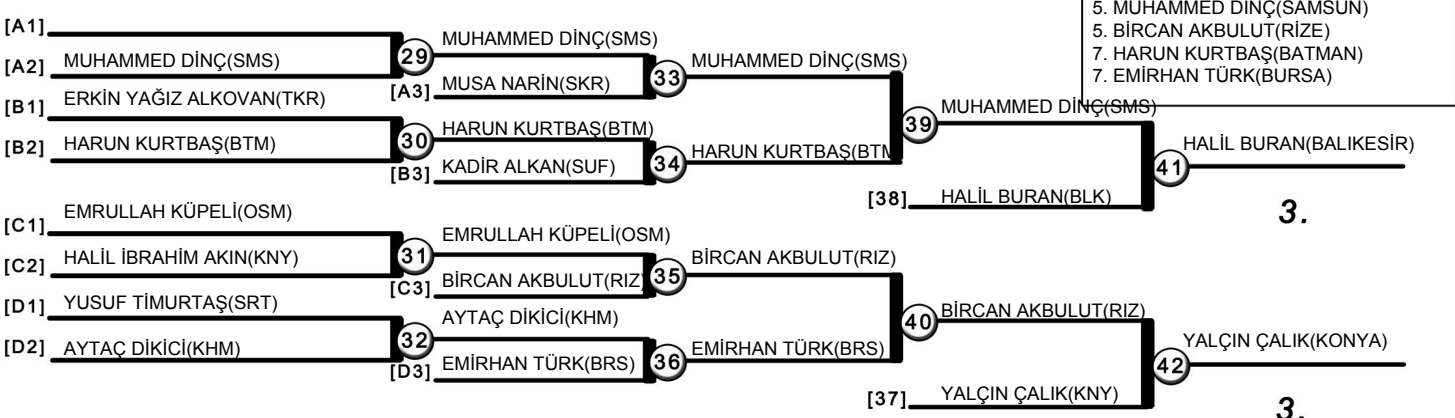 5. MUHAMMED DİNÇ(SAMSUN)
5. BİRCAN AKBULUT(RİZE)
7. HARUN KURTBAŞ(BATMAN)
7. EMİRHAN TÜRK(BURSA)
[A1]
[A2] MUHAMMED DİNÇ(SMS)
29
MUHAMMED DİNÇ(SMS)
[A3] MUSA NARİN(SKR)
33
MUHAMMED DİNÇ(SMS)
[B1] ERKİN YAĞIZ ALKOVAN(TKR)
[B2] HARUN KURTBAŞ(BTM)
30
HARUN KURTBAŞ(BTM)
[B3] KADİR ALKAN(SUF)
34
HARUN KURTBAŞ(BTM
39
MUHAMMED DİNÇ(SMS)
[38] HALİL BURAN(BLK)
41
HALİL BURAN(BALIKESİR)
3.
[C1] EMRULLAH KÜPELİ(OSM)
[C2] HALİL İBRAHİM AKIN(KNY)
31
EMRULLAH KÜPELİ(OSM)
[C3] BİRCAN AKBULUT(RIZ)
35
BİRCAN AKBULUT(RIZ)
[D1] YUSUF TİMURTAŞ(SRT)
[D2] AYTAÇ DİKİCİ(KHM)
32
AYTAÇ DİKİCİ(KHM)
[D3] EMİRHAN TÜRK(BRS)
36
EMİRHAN TÜRK(BRS)
40
BİRCAN AKBULUT(RIZ)
[37] YALÇIN ÇALIK(KNY)
42
YALÇIN ÇALIK(KONYA)
3.